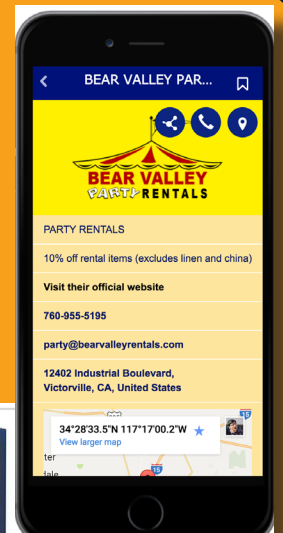 BEAR VALLEY PAR...
BEAR VALLEY
PARTY RENTALS
PARTY RENTALS
10% off rental items (excludes linen and china)
Visit their official website
760-955-5195
party@bearvalleyrentals.com
12402 Industrial Boulevard,
Victorville, CA, United States
15
34°28'33.5"N 117°17'00.2"W
View larger map
ter
dale
15